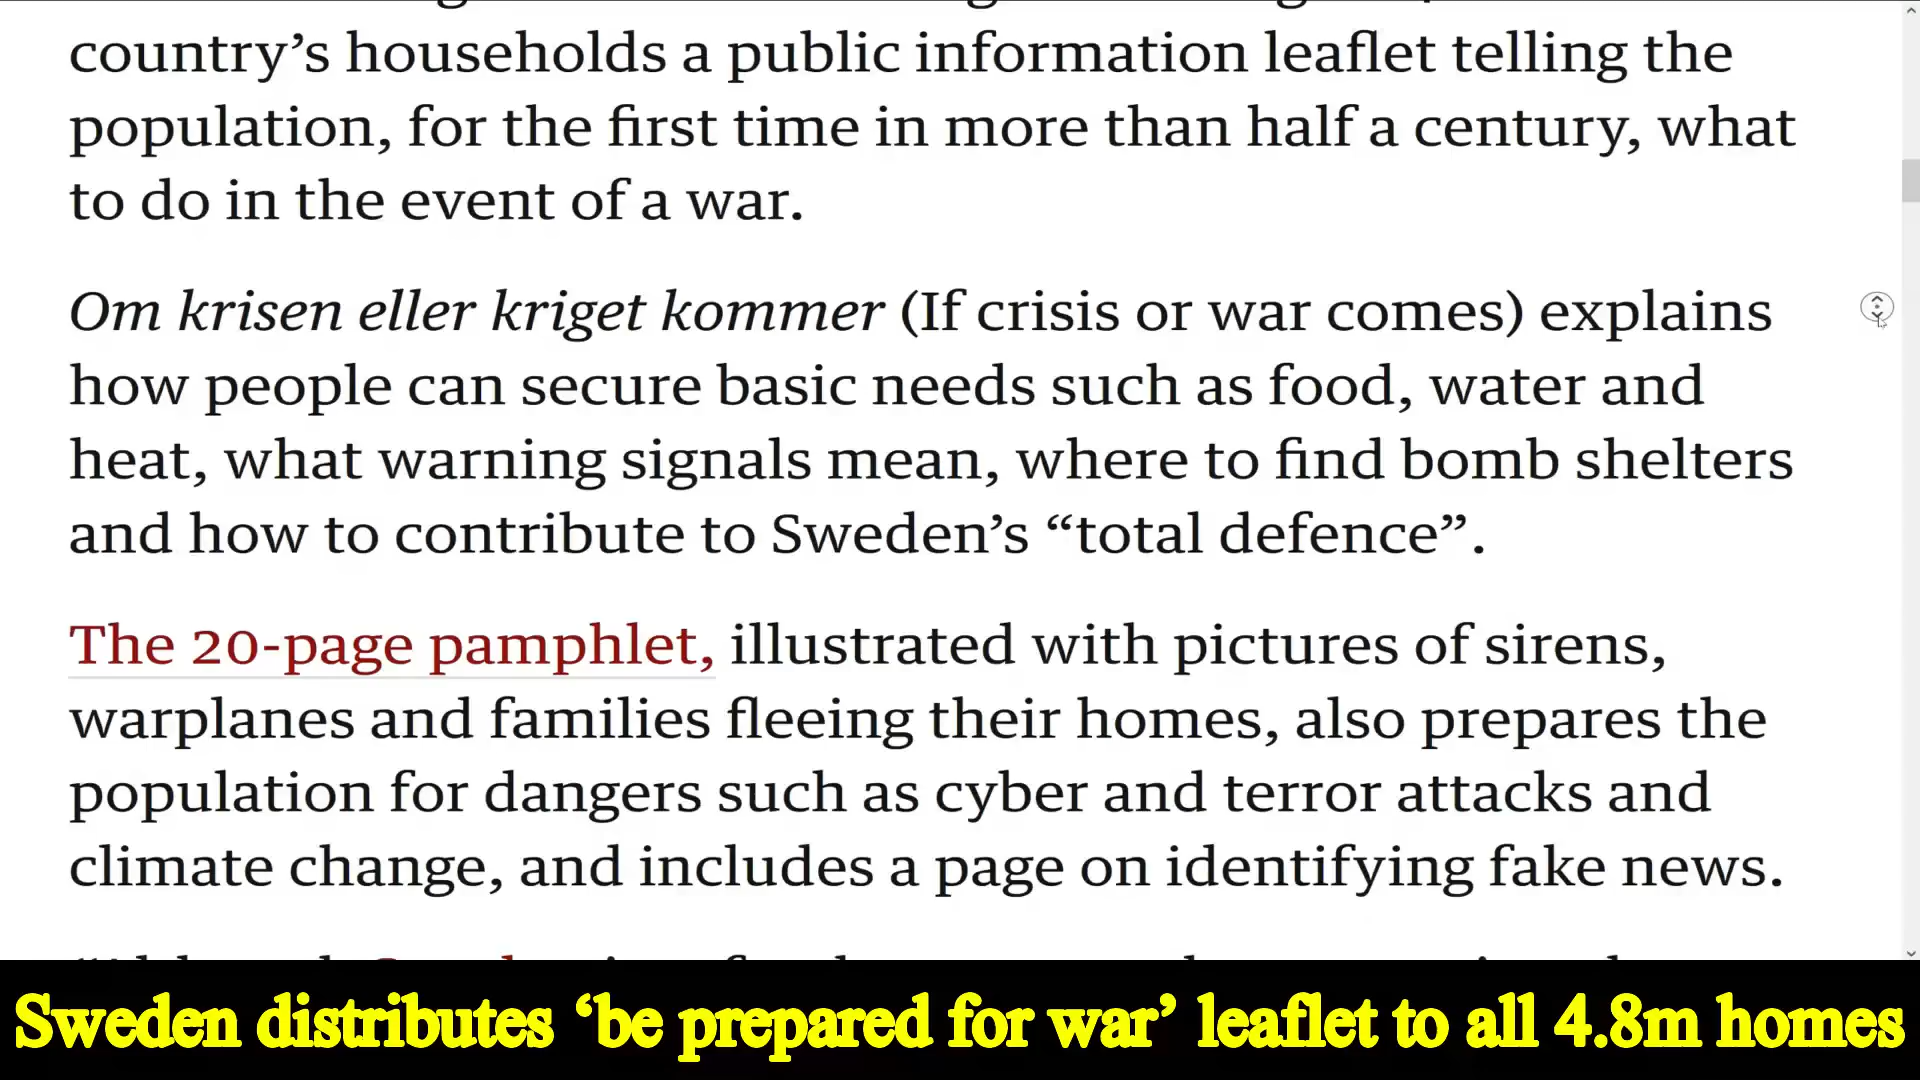 country’s households a public information leaflet telling the
population, for the first time in more than half a century, what
to do in the event of a war.
Om krisen eller kriget kommer (If crisis or war comes) explains
how people can secure basic needs such as food, water and
heat, what warning signals mean, where to find bomb shelters
and how to contribute to Sweden’s “total defence”.
The 20-page pamphlet, illustrated with pictures of sirens,
warplanes and families fleeing their homes, also prepares the
population for dangers such as cyber and terror attacks and
climate change, and includes a page on identifying fake news.
Sweden distributes ‘be prepared for war’ leaflet to all 4.8m homes